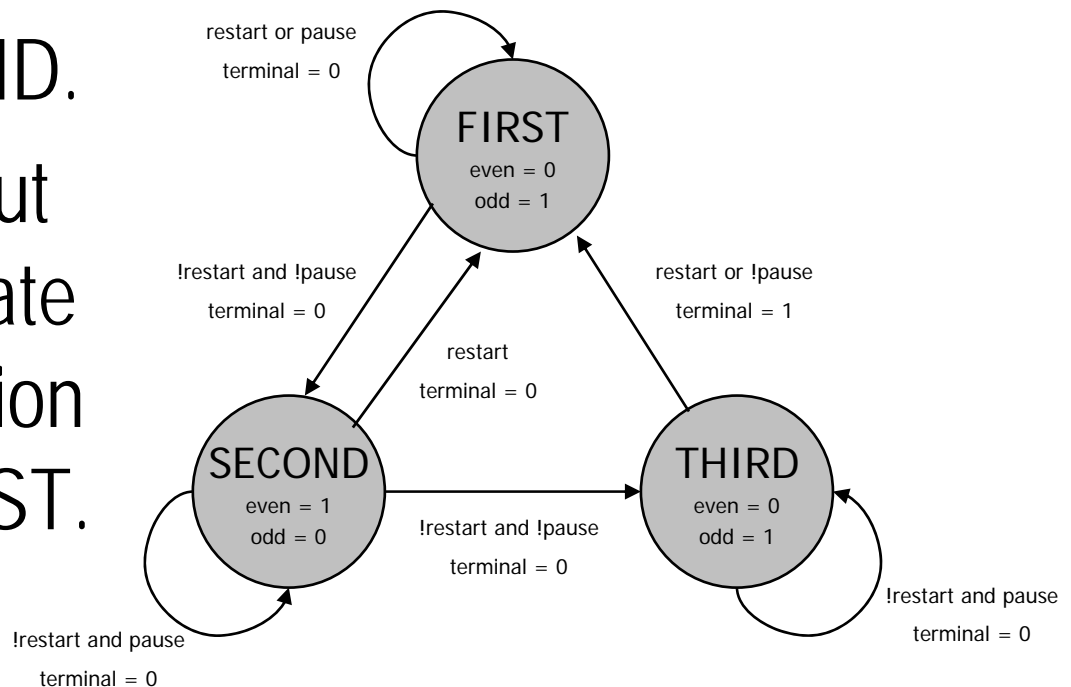 ID.
ut
ate
ion
ST.
restart or pause
terminal = 0
FIRST
even = 0
odd = 1
!restart and !pause
terminal = 0
restart or !pause
terminal = 1
restart
terminal = 0
SECOND
even = 1
odd = 0
THIRD
even = 0
odd = 1
!restart and !pause
terminal = 0
!restart and pause
terminal = 0
!restart and pause
terminal = 0